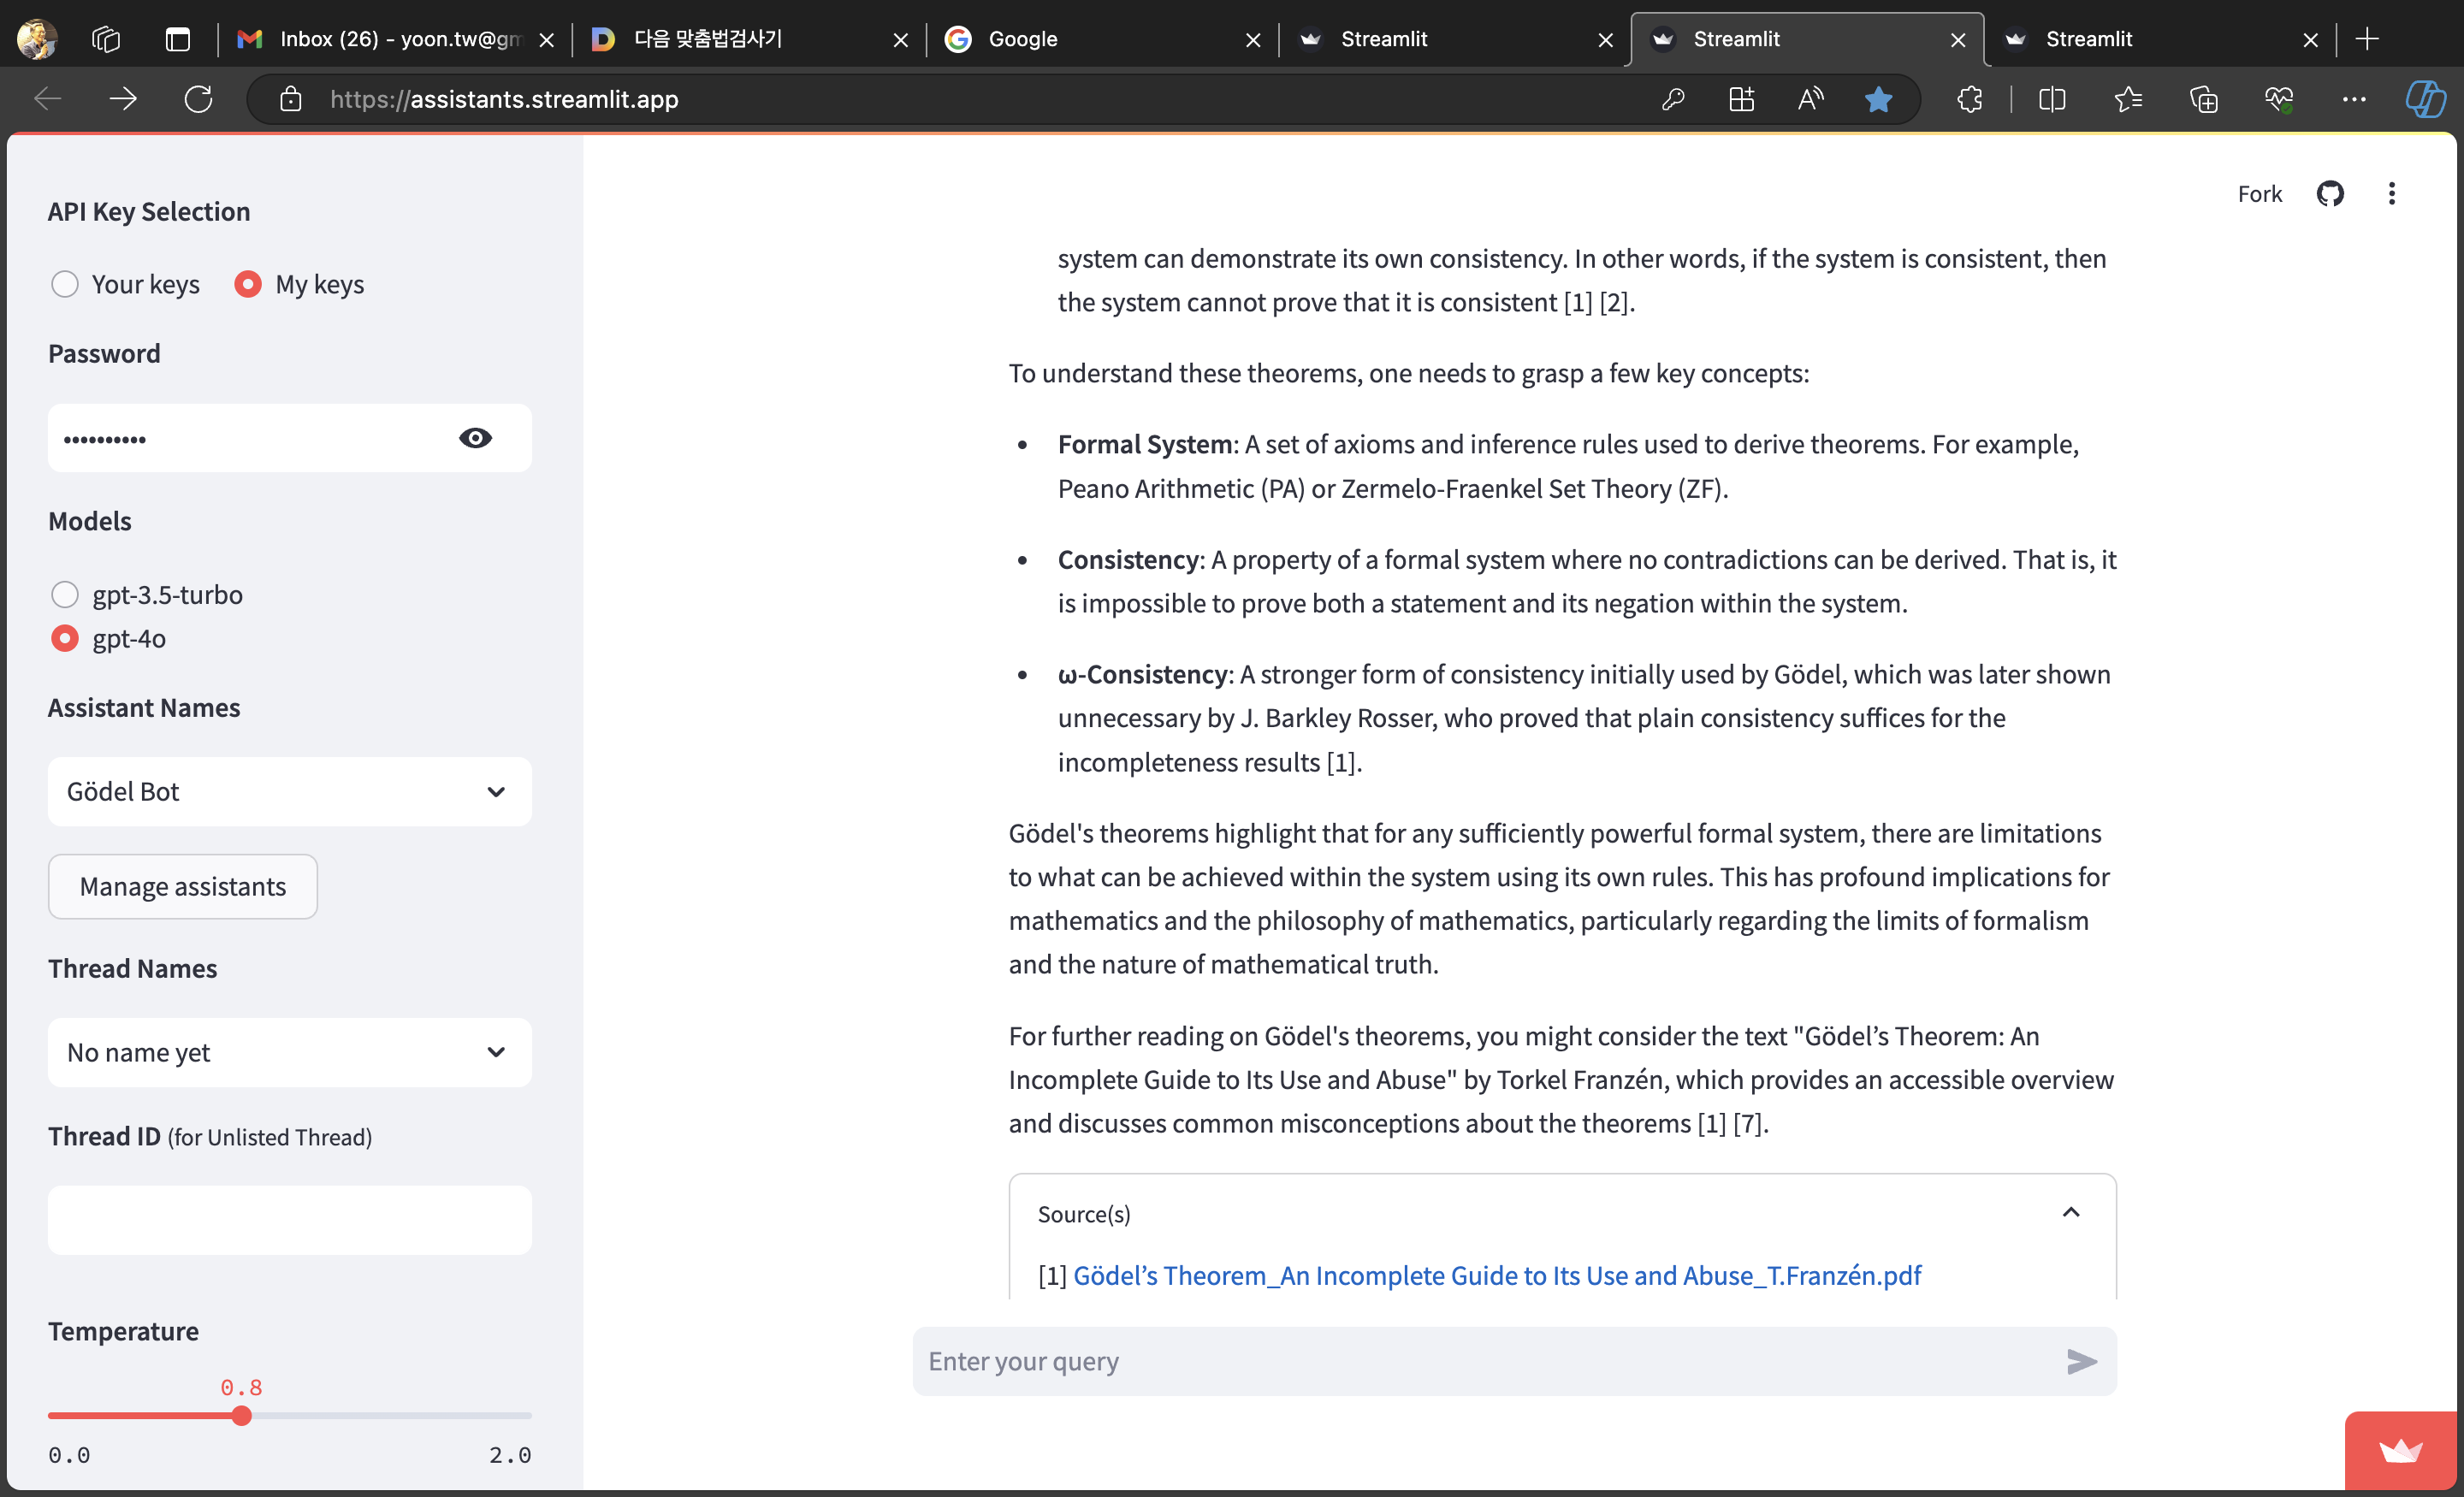 Inbox (26) - yoon.tw@gm
다음 맞춤법검사기
Google
Streamlit
Streamlit
Streamlit
https://assistants.streamlit.app
API Key Selection
Your keys
My keys
Password
••••••••••
Models
gpt-3.5-turbo
gpt-4o
Assistant Names
Gödel Bot
Manage assistants
Thread Names
No name yet
Thread ID (for Unlisted Thread)
Temperature
0.8
0.0
2.0
Fork
system can demonstrate its own consistency. In other words, if the system is consistent, then
the system cannot prove that it is consistent [1] [2].
To understand these theorems, one needs to grasp a few key concepts:
• Formal System: A set of axioms and inference rules used to derive theorems. For example,
Peano Arithmetic (PA) or Zermelo-Fraenkel Set Theory (ZF).
• Consistency: A property of a formal system where no contradictions can be derived. That is, it
is impossible to prove both a statement and its negation within the system.
• ω-Consistency: A stronger form of consistency initially used by Gödel, which was later shown
unnecessary by J. Barkley Rosser, who proved that plain consistency suffices for the
incompleteness results [1].
Gödel's theorems highlight that for any sufficiently powerful formal system, there are limitations
to what can be achieved within the system using its own rules. This has profound implications for
mathematics and the philosophy of mathematics, particularly regarding the limits of formalism
and the nature of mathematical truth.
For further reading on Gödel's theorems, you might consider the text "Gödel’s Theorem: An
Incomplete Guide to Its Use and Abuse" by Torkel Franzén, which provides an accessible overview
and discusses common misconceptions about the theorems [1] [7].
Source(s)
[1] Gödel’s Theorem_An Incomplete Guide to Its Use and Abuse_T.Franzén.pdf
Enter your query